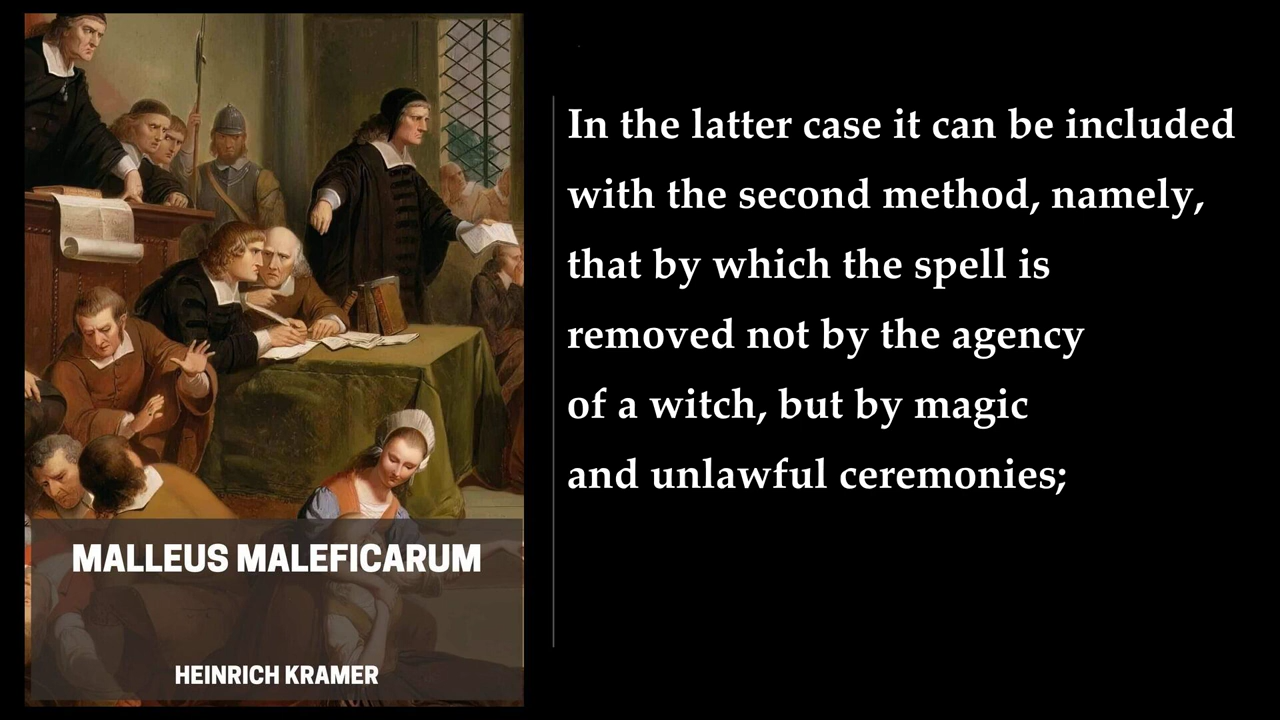 MALLEUS MALEFICARUM
HEINRICH KRAMER
In the latter case it can be included
with the second method, namely,
that by which the spell is
removed not by the agency
of a witch, but by magic
and unlawful ceremonies;